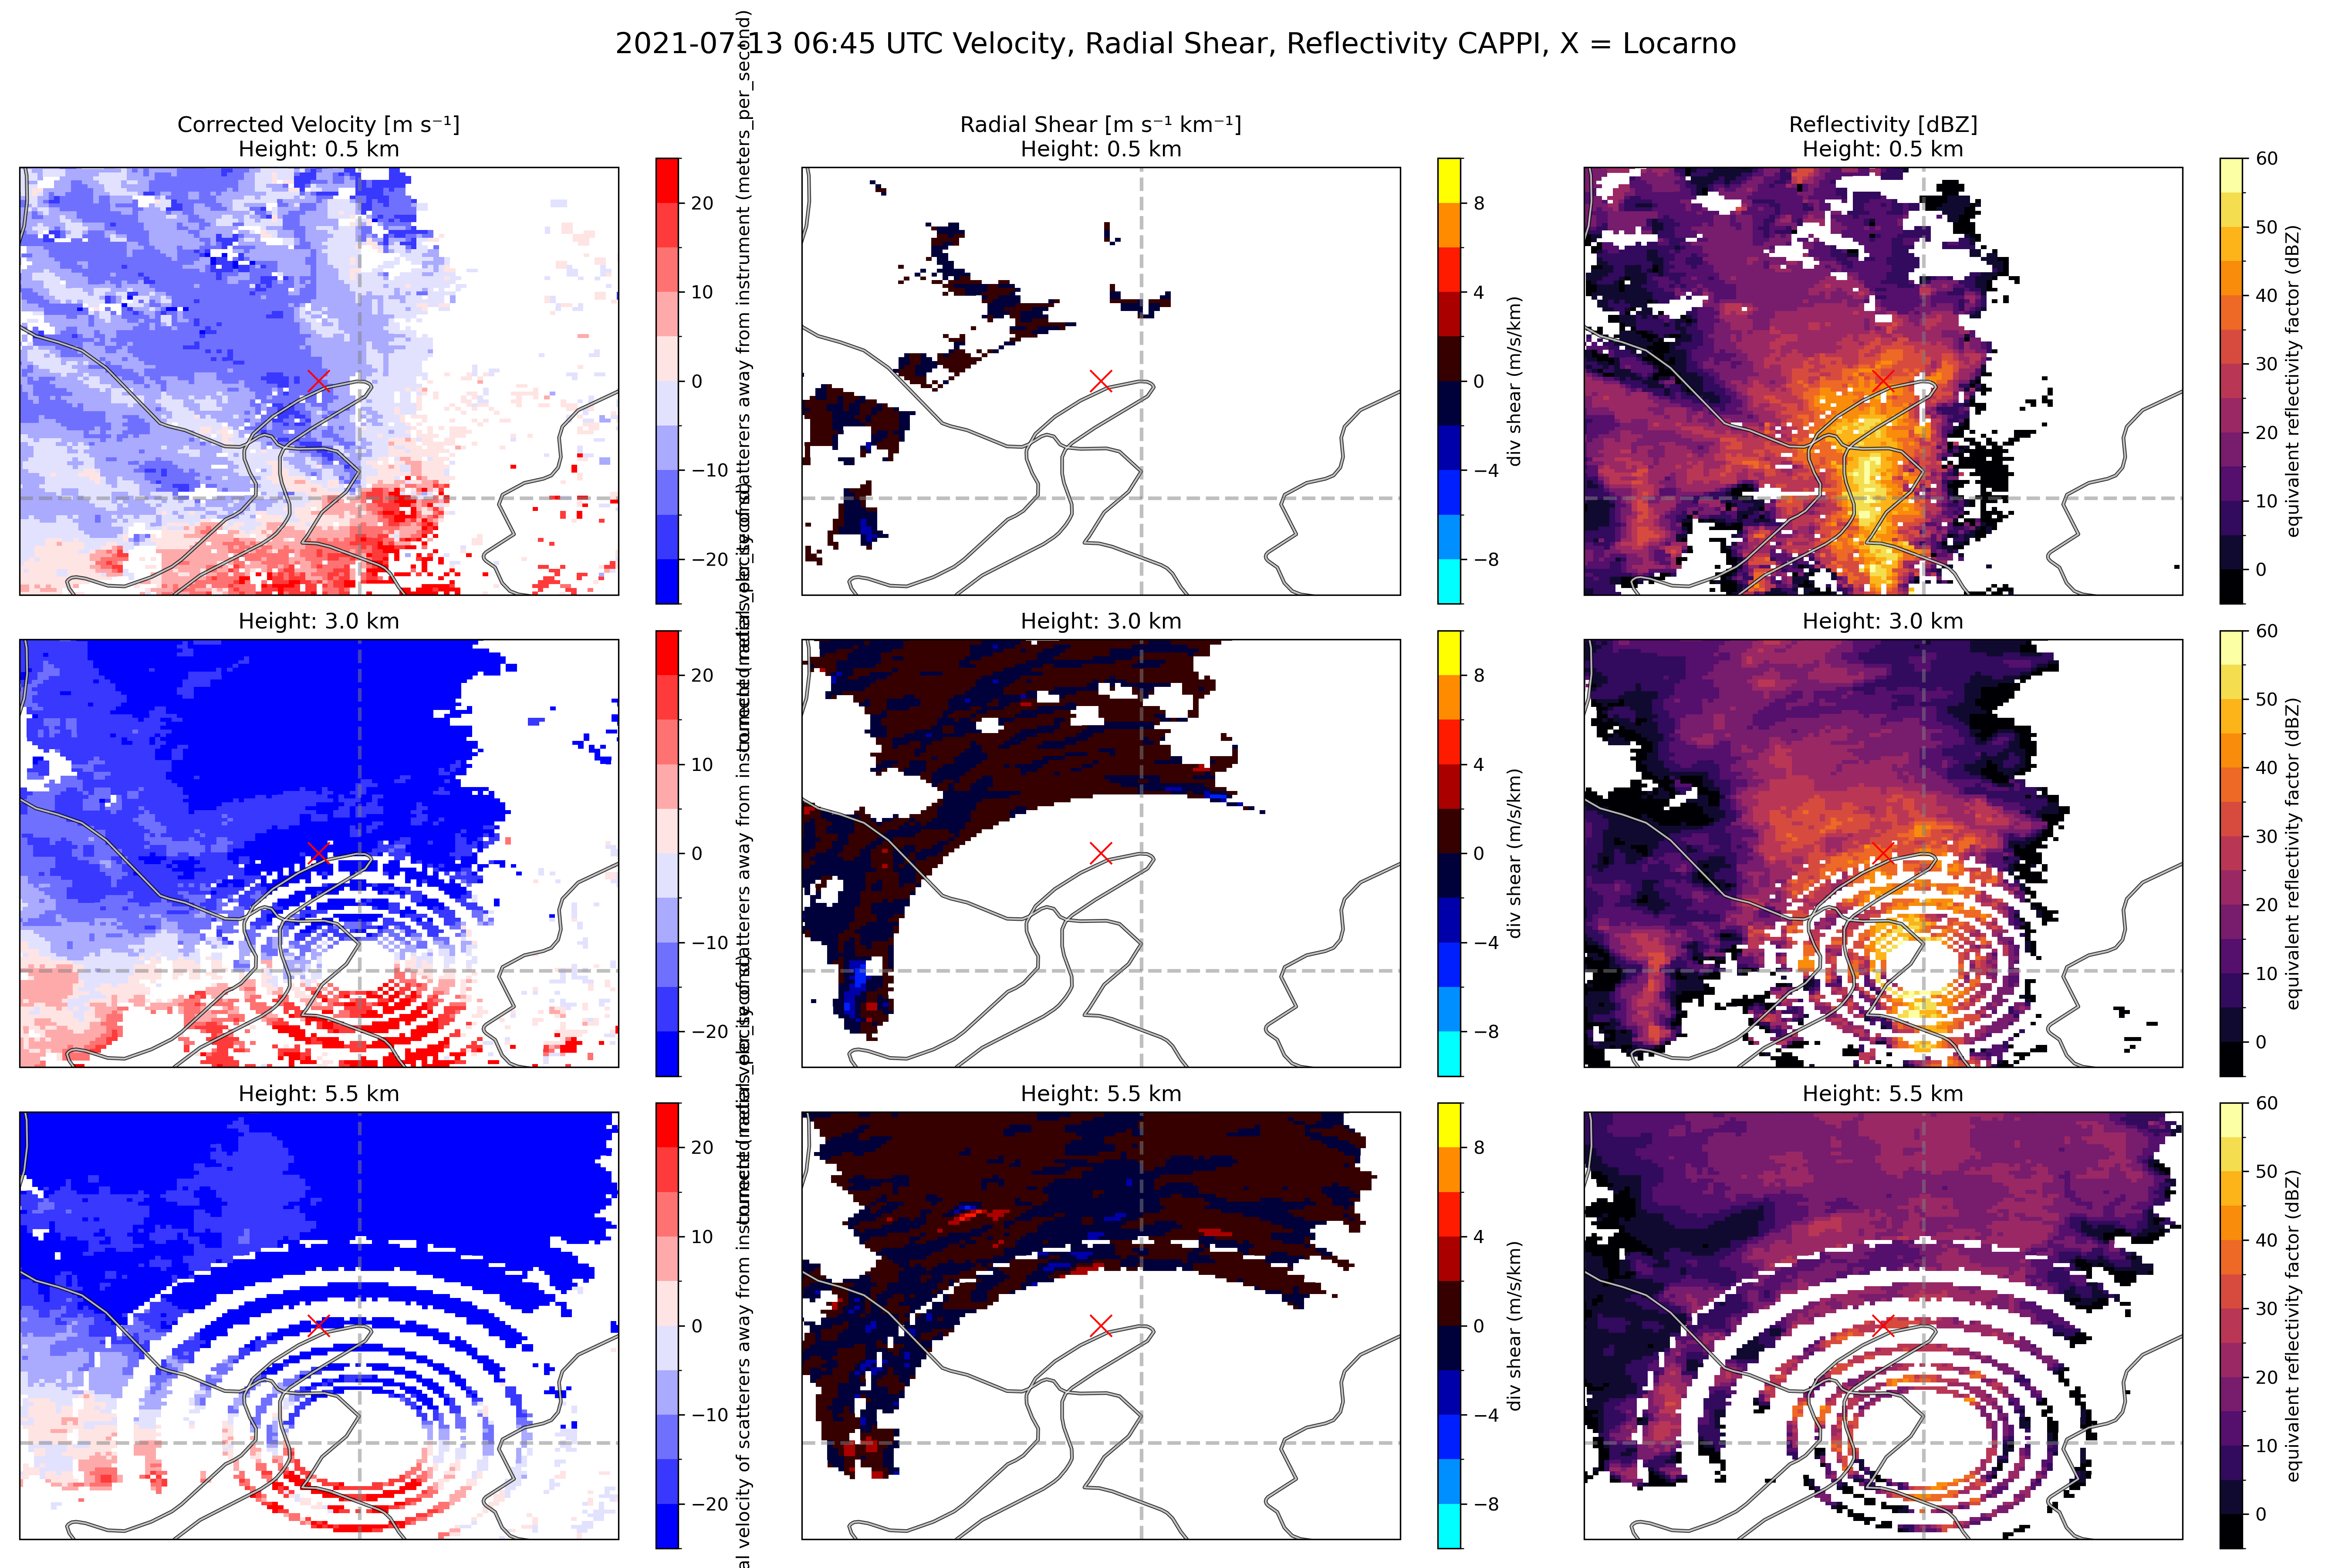 2021-07-13 06:45 UTC Velocity, Radial Shear, Reflectivity CAPPI, X = Locarno
Corrected Velocity [m s⁻¹]
Height: 0.5 km
20
10
0
−10
−20
Radial Shear [m s⁻¹ km⁻¹]
Height: 0.5 km
8
4
0
−4
−8
div shear (m/s/km)
Reflectivity [dBZ]
Height: 0.5 km
60
50
40
30
20
10
0
equivalent reflectivity factor (dBZ)
Height: 3.0 km
20
10
0
−10
−20
Height: 3.0 km
8
4
0
−4
−8
div shear (m/s/km)
Height: 3.0 km
60
50
40
30
20
10
0
equivalent reflectivity factor (dBZ)
Height: 5.5 km
20
10
0
−10
−20
Height: 5.5 km
8
4
0
−4
−8
div shear (m/s/km)
Height: 5.5 km
60
50
40
30
20
10
0
equivalent reflectivity factor (dBZ)
scatterers away from instrument (meters_per_second)
scatterers away from
velocity of scatterers away from